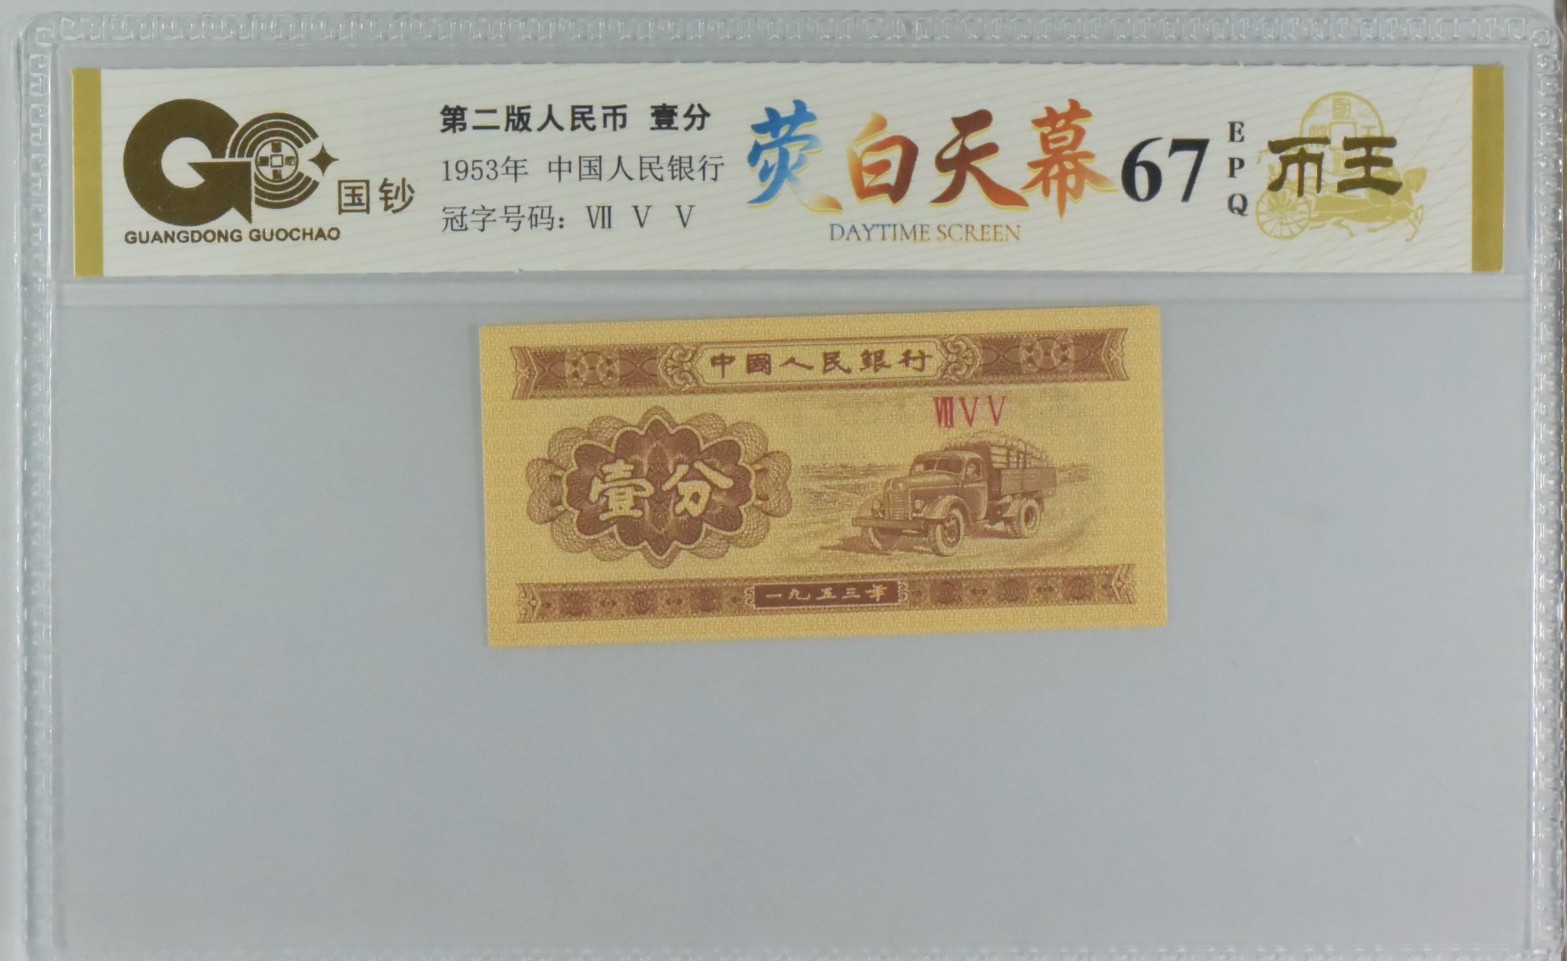 国钞
GUANGDONG GUOCHAO
第二版人民币 壹分
1953年 中国人民银行
冠字号码：Ⅶ Ⅴ Ⅴ
荧白天幕
DAYTIME SCREEN
67
EPQ
币王
中國人民銀行
ⅦⅤⅤ
壹分
一九五三年